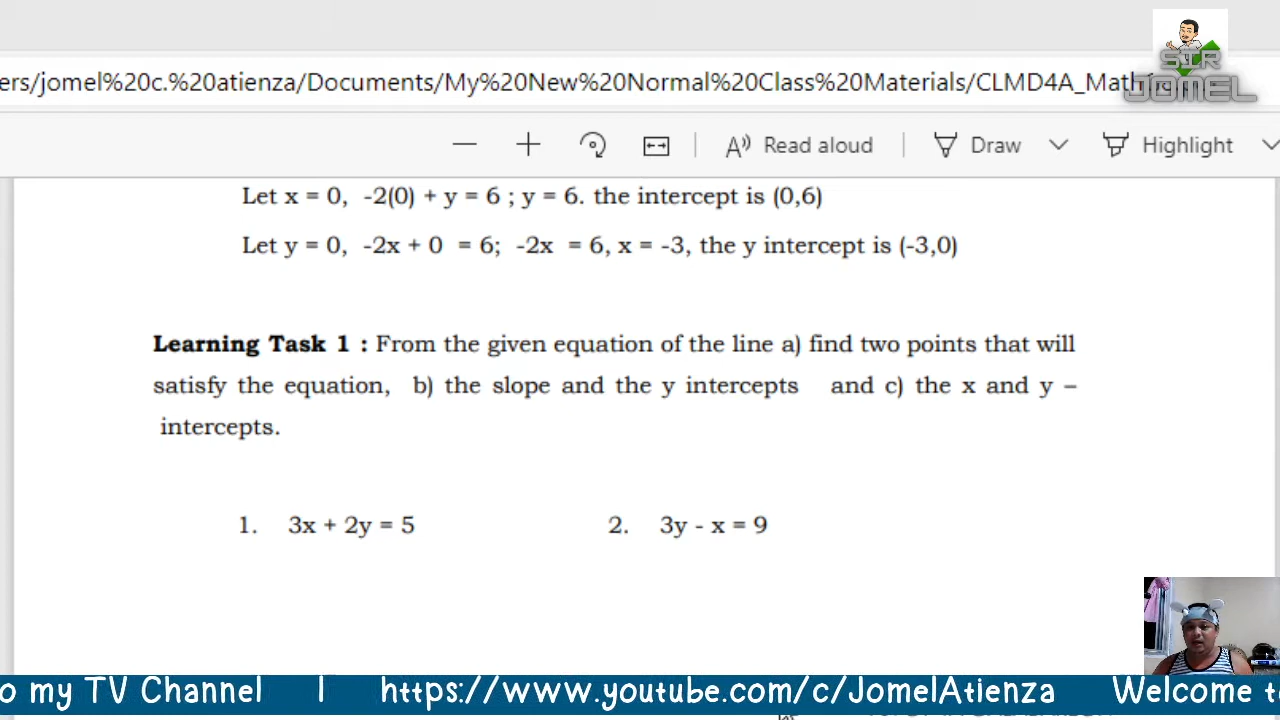 SIR
JOMEL
ers/jomel%20c.%20atienza/Documents/My%20New%20Normal%20Class%20Materials/CLMD4A_Math
Read aloud
Draw
Highlight
Let x = 0, -2(0) + y = 6 ; y = 6. the intercept is (0,6)
Let y = 0, -2x + 0 = 6; -2x = 6, x = -3, the y intercept is (-3,0)
Learning Task 1 : From the given equation of the line a) find two points that will
satisfy the equation, b) the slope and the y intercepts and c) the x and y –
intercepts.
1. 3x + 2y = 5
2. 3y - x = 9
o my TV Channel | https://www.youtube.com/c/JomelAtienza Welcome t